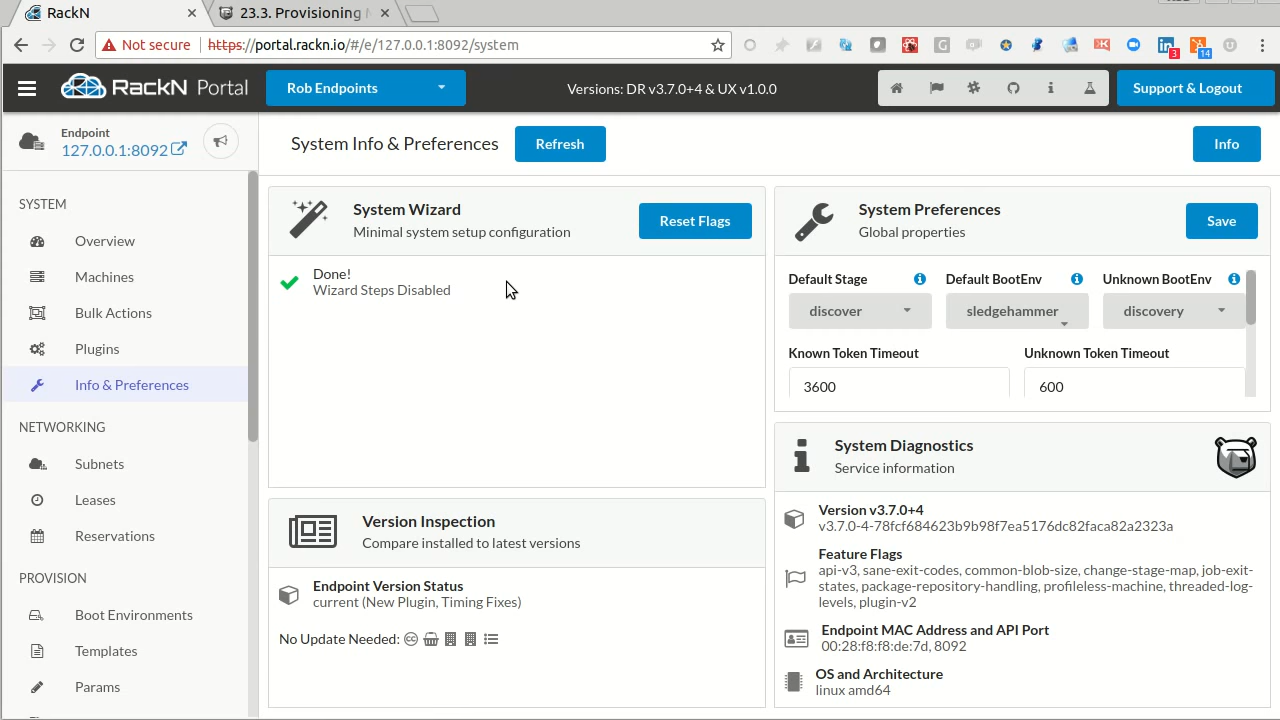 RackN
23.3. Provisioning
Not secure https://portal.rackn.io/#/e/127.0.0.1:8092/system
3
14
RackN Portal
Rob Endpoints
Versions: DR v3.7.0+4 & UX v1.0.0
Support & Logout
Endpoint
127.0.0.1:8092
System Info & Preferences
Refresh
Info
SYSTEM
Overview
Machines
Bulk Actions
Plugins
Info & Preferences
NETWORKING
Subnets
Leases
Reservations
PROVISION
Boot Environments
Templates
Params
System Wizard
Minimal system setup configuration
Reset Flags
Done!
Wizard Steps Disabled
Version Inspection
Compare installed to latest versions
Endpoint Version Status
current (New Plugin, Timing Fixes)
No Update Needed:
System Preferences
Global properties
Save
Default Stage
Default BootEnv
Unknown BootEnv
discover
sledgehammer
discovery
Known Token Timeout
Unknown Token Timeout
3600
600
System Diagnostics
Service information
Version v3.7.0+4
v3.7.0-4-78fcf684623b9b98f7ea5176dc82faca82a2323a
Feature Flags
api-v3, sane-exit-codes, common-blob-size, change-stage-map, job-exit-
states, package-repository-handling, profileless-machine, threaded-log-
levels, plugin-v2
Endpoint MAC Address and API Port
00:28:f8:f8:de:7d, 8092
OS and Architecture
linux amd64